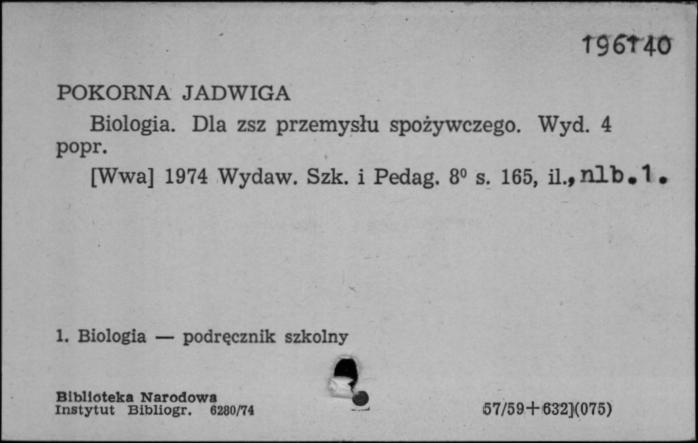 196140
POKORNA JADWIGA
Biologia. Dla zsz przemysłu spożywczego. Wyd. 4
popr.
[Wwa] 1974 Wydaw. Szk. i Pedag. 8⁰ s. 165, il., nlb.1.
1. Biologia — podręcznik szkolny
Biblioteka Narodowa
Instytut Bibliogr. 6280/74
57/59+632](075)